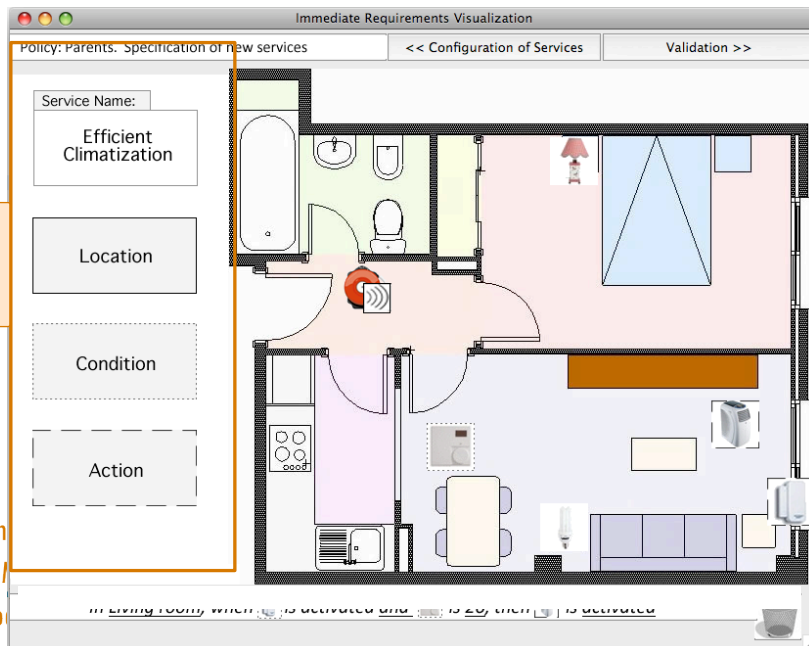 Immediate Requirements Visualization
Policy: Parents. Specification of new services
<< Configuration of Services
Validation >>
Service Name:
Efficient
Climatization
Location
Condition
Action
in Living room, when is activated and is 20, then is activated